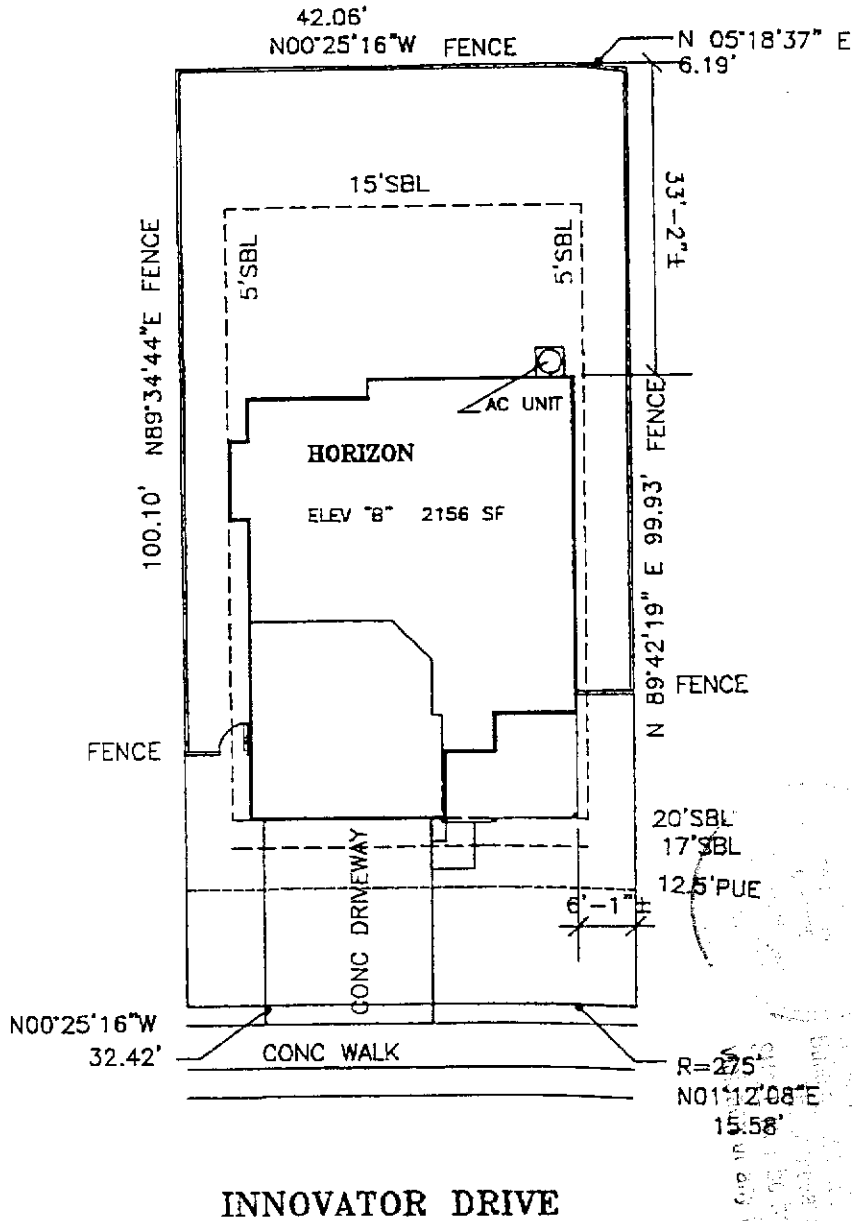 42.06'
N00°25'16"W FENCE
N 05°18'37" E
6.19'
33'-2"±
15'SBL
5'SBL
5'SBL
100.10' N89°34'44"E FENCE
AC UNIT
HORIZON
ELEV "B" 2156 SF
N 89°42'19" E 99.93' FENCE
FENCE
FENCE
20'SBL
17'SBL
12.5'PUE
6'-1"±
CONC DRIVEWAY
N00°25'16"W
32.42'
CONC WALK
R=275'
N01°12'08"E
15.58'
INNOVATOR DRIVE